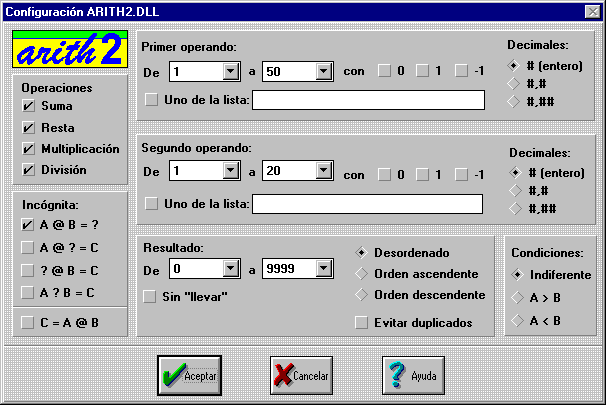 Configuración ARITH2.DLL
arith2
Operaciones
Suma
Resta
Multiplicación
División
Incógnita:
A @ B = ?
A @ ? = C
? @ B = C
A ? B = C
C = A @ B
Primer operando:
De 1 a 50 con 0 1 -1
Uno de la lista:
Decimales:
# (entero)
#,#
#,##
Segundo operando:
De 1 a 20 con 0 1 -1
Uno de la lista:
Decimales:
# (entero)
#,#
#,##
Resultado:
De 0 a 9999
Sin "llevar"
Desordenado
Orden ascendente
Orden descendente
Evitar duplicados
Condiciones:
Indiferente
A > B
A < B
Aceptar
Cancelar
? Ayuda